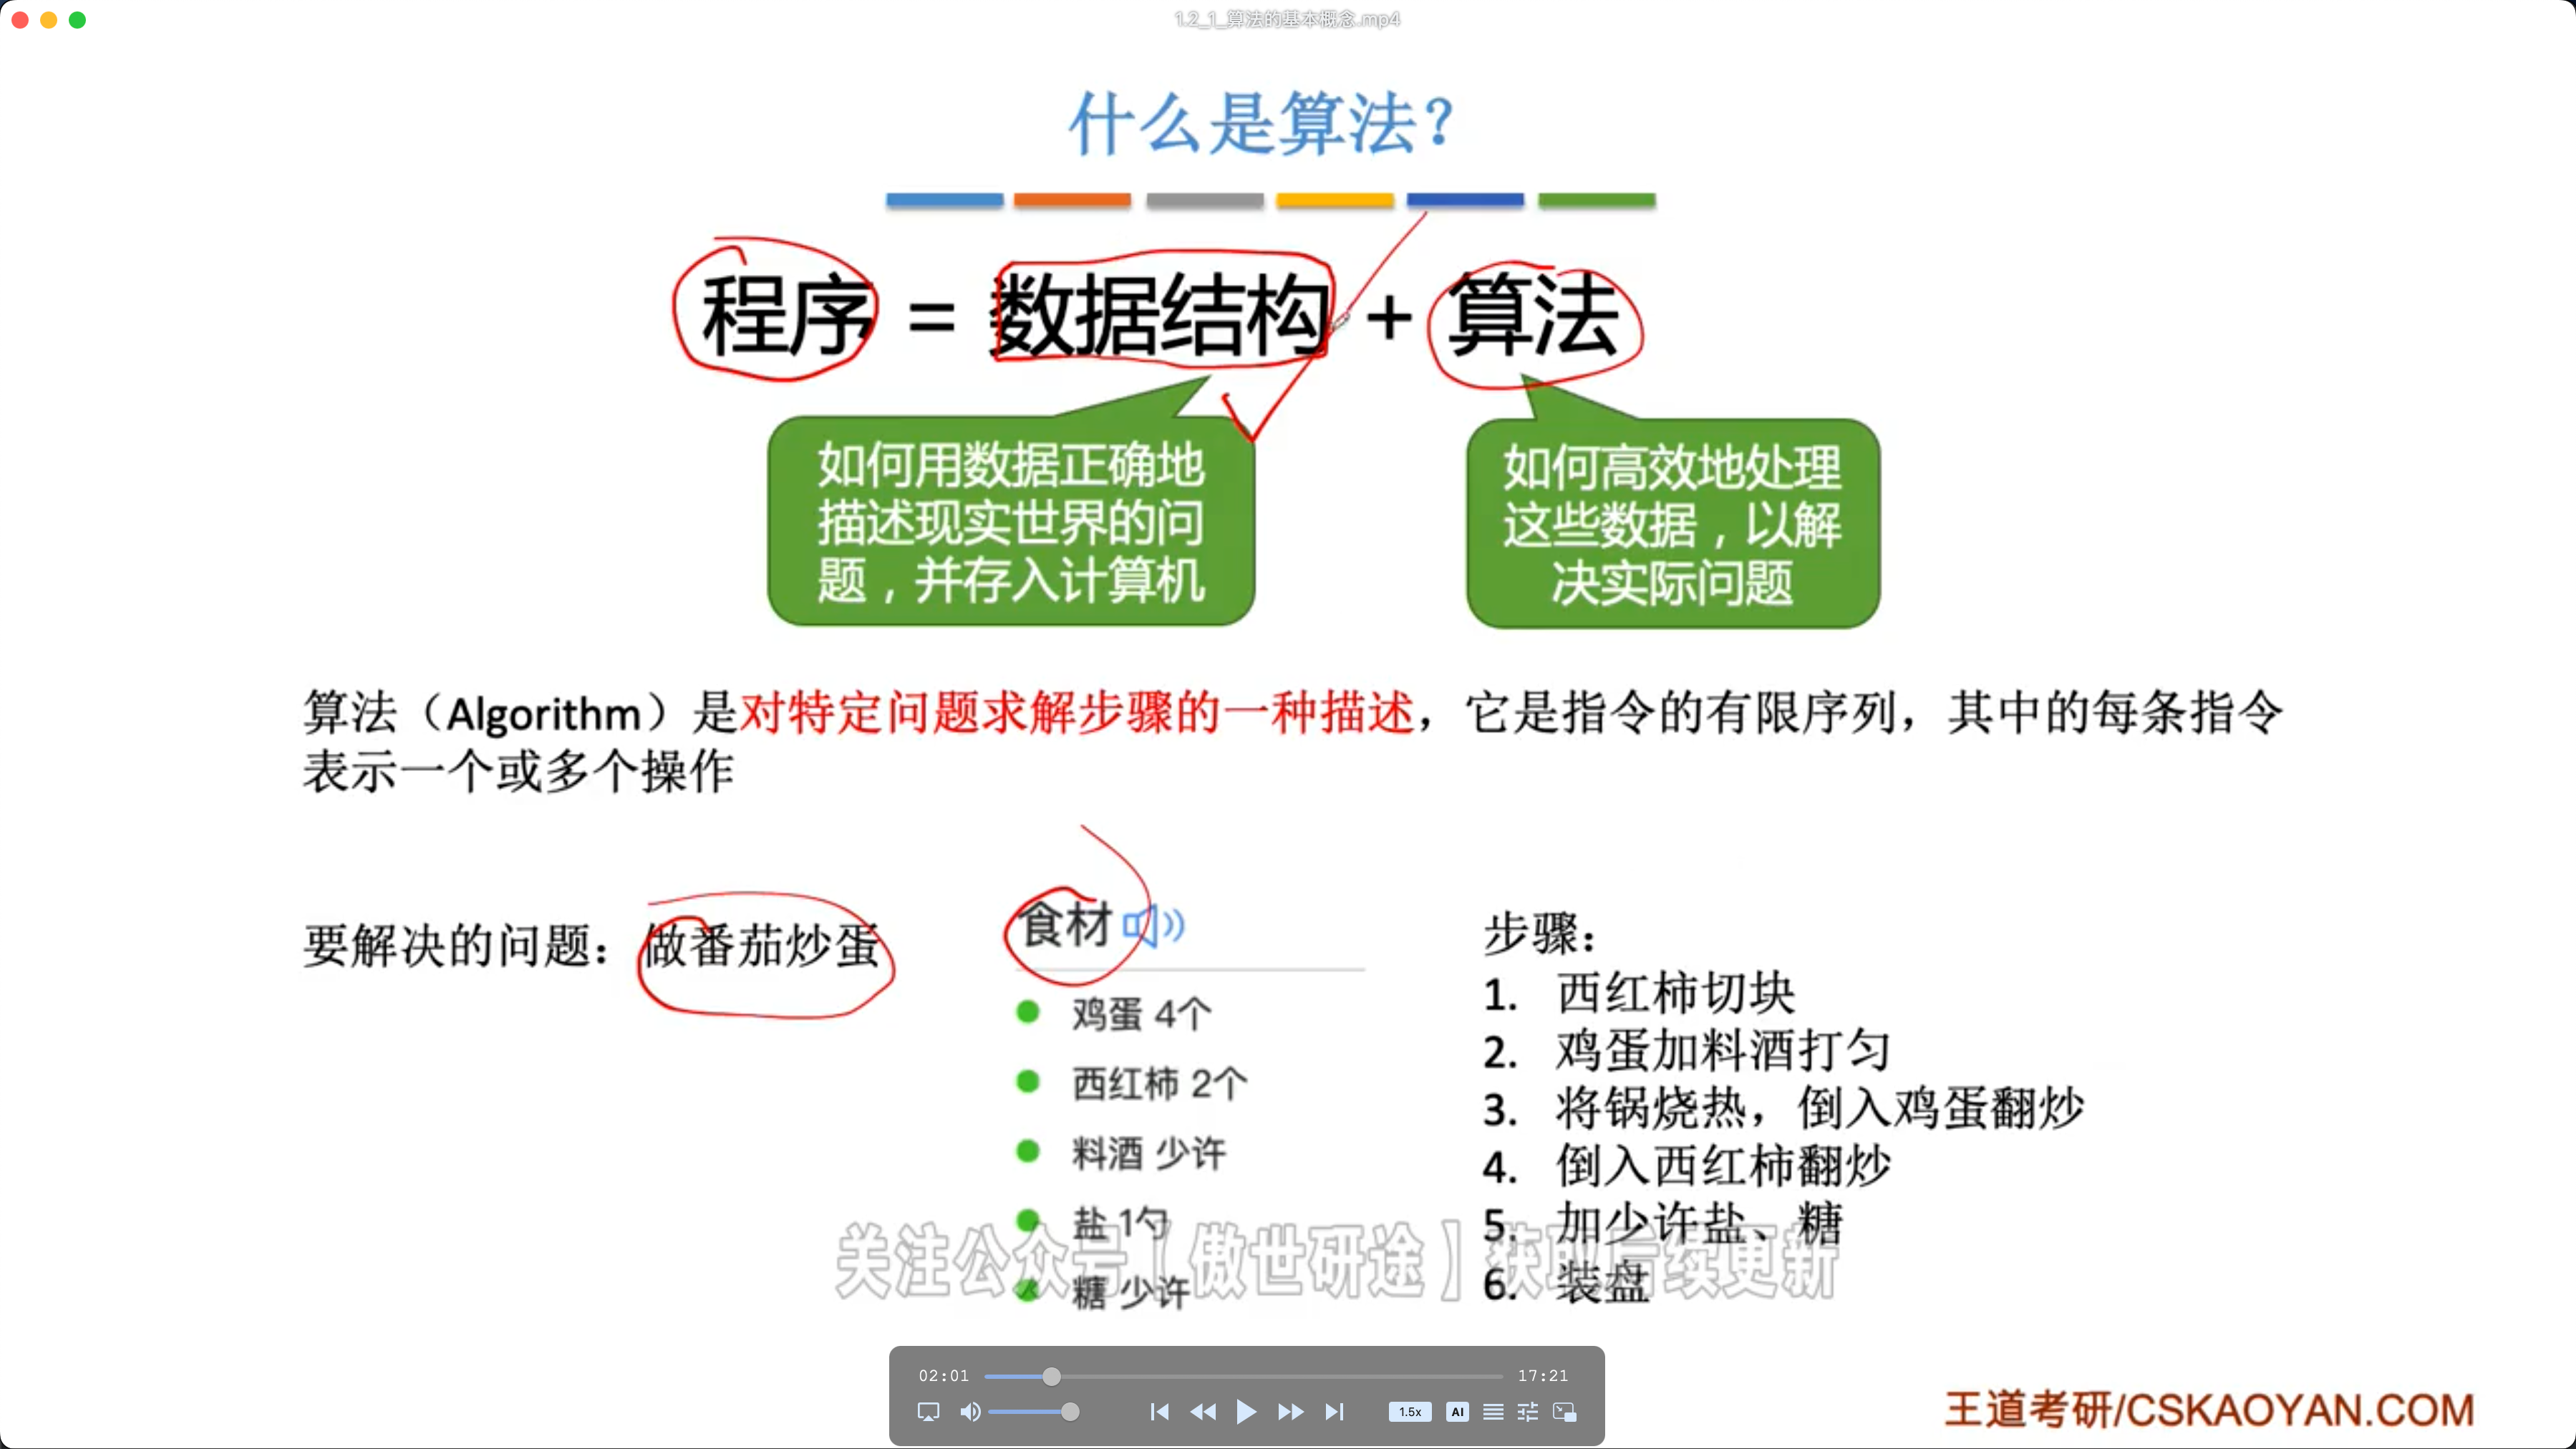 1.2_1_算法的基本概念.mp4
什么是算法？
程序 = 数据结构 + 算法
如何用数据正确地
描述现实世界的问
题，并存入计算机
如何高效地处理
这些数据，以解
决实际问题
算法（Algorithm）是对特定问题求解步骤的一种描述，它是指令的有限序列，其中的每条指令
表示一个或多个操作
要解决的问题：做番茄炒蛋
食材
鸡蛋 4个
西红柿 2个
料酒 少许
盐 1勺
糖 少许
步骤：
1. 西红柿切块
2. 鸡蛋加料酒打匀
3. 将锅烧热，倒入鸡蛋翻炒
4. 倒入西红柿翻炒
5. 加少许盐、糖
6. 装盘
关注公众号【傲世研途】获取后续更新
02:01
17:21
1.5x
AI
王道考研/CSKAOYAN.COM